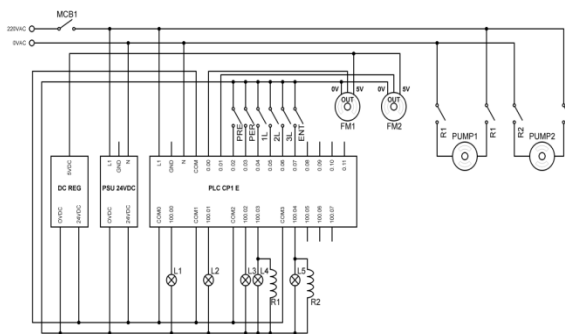 MCB1
220VAC
0VAC
0V 5V 0V 5V
OUT OUT
FM1 FM2
PRE
PER
1L
2L
3L
ENT
R1
PUMP1
R1
R2
PUMP2
5VDC
DC REG
OVDC
24VDC
L1
GND
N
PSU 24VDC
OVDC
24VDC
L1
GND
N
COM
0.00
0.01
0.02
0.03
0.04
0.05
0.06
0.07
0.08
0.09
0.10
0.11
PLC CP1 E
COM0
100.00
COM1
100.01
COM2
100.02
100.03
COM3
100.04
100.05
100.06
100.07
L1
L2
L3
L4
L5
R1
R2